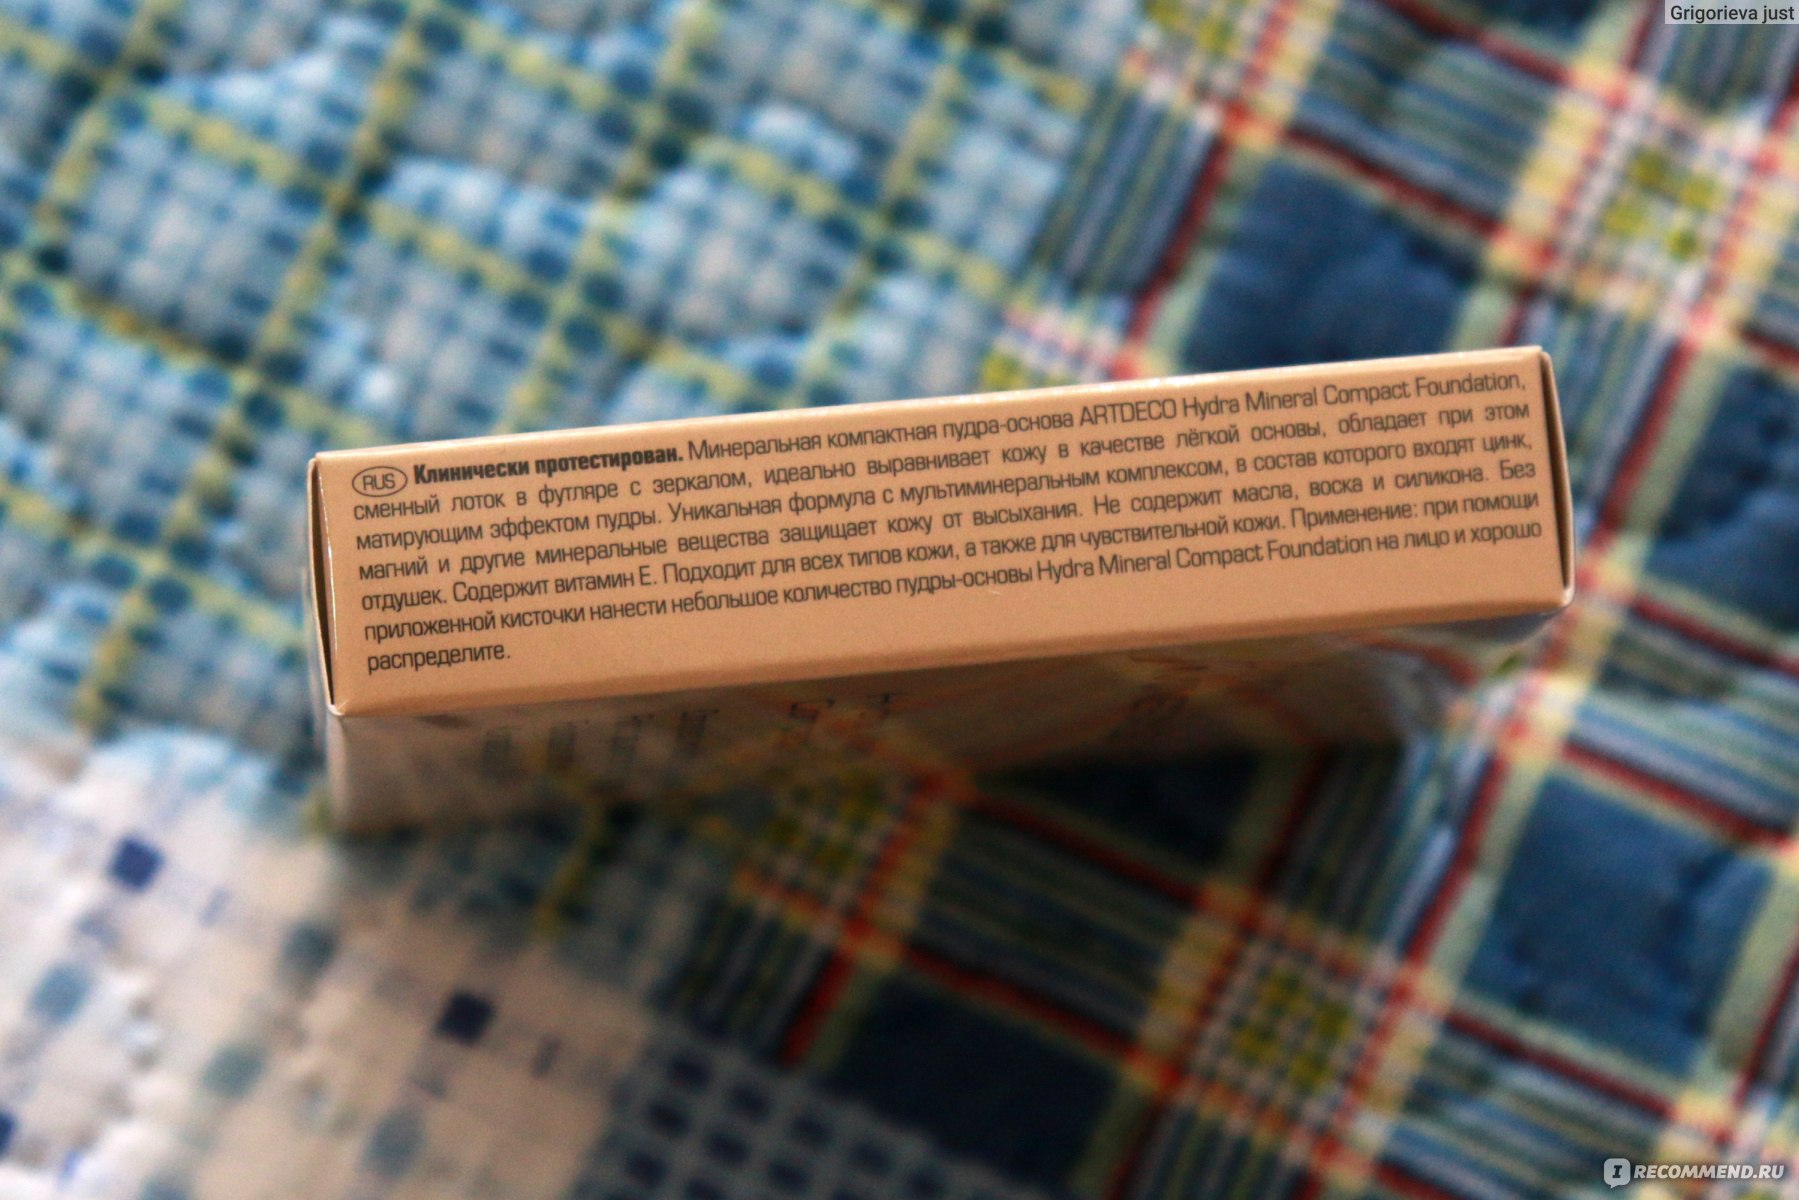 Grigorieva just
RUS Клинически протестирован. Минеральная компактная пудра-основа ARTDECO Hydra Mineral Compact Foundation,
сменный лоток в футляре с зеркалом, идеально выравнивает кожу в качестве лёгкой основы, обладает при этом
матирующим эффектом пудры. Уникальная формула с мультиминеральным комплексом, в состав которого входят цинк,
магний и другие минеральные вещества защищает кожу от высыхания. Не содержит масла, воска и силикона. Без
отдушек. Содержит витамин Е. Подходит для всех типов кожи, а также для чувствительной кожи. Применение: при помощи
приложенной кисточки нанести небольшое количество пудры-основы Hydra Mineral Compact Foundation на лицо и хорошо
распределите.
IRECOMMEND.RU